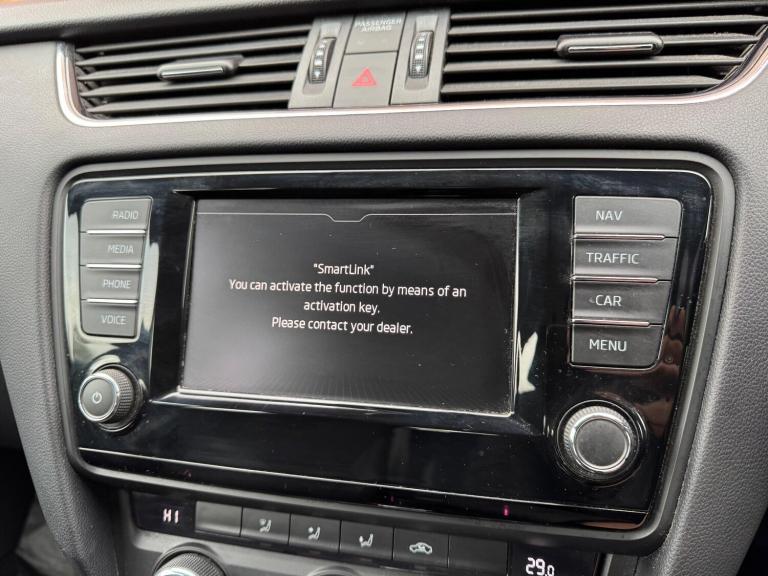 PASSENGER
AIRBAG
RADIO
MEDIA
PHONE
VOICE
"SmartLink"
You can activate the function by means of an
activation key.
Please contact your dealer.
NAV
TRAFFIC
CAR
MENU
HI
29.0